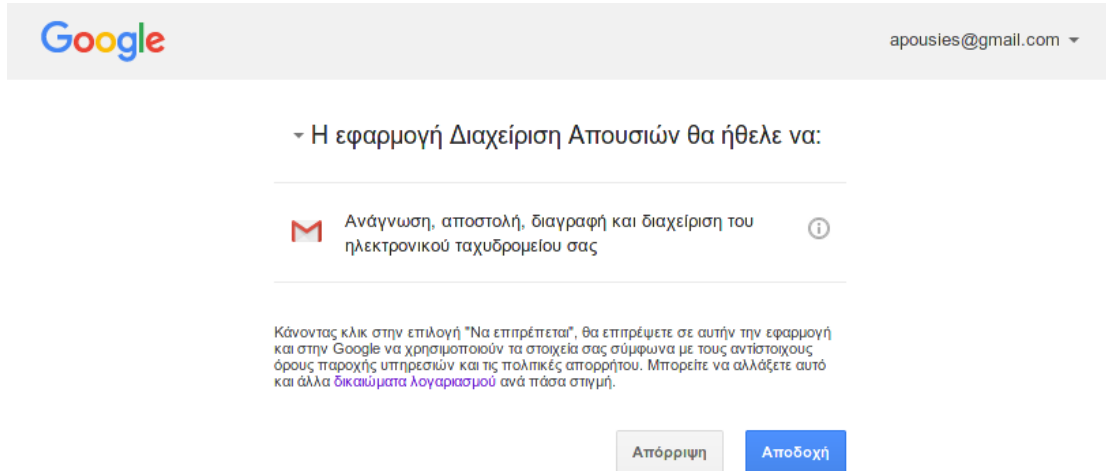 Google
apousies@gmail.com
Η εφαρμογή Διαχείριση Απουσιών θα ήθελε να:
Ανάγνωση, αποστολή, διαγραφή και διαχείριση του
ηλεκτρονικού ταχυδρομείου σας
Κάνοντας κλικ στην επιλογή "Να επιτρέπεται", θα επιτρέψετε σε αυτήν την εφαρμογή
και στην Google να χρησιμοποιούν τα στοιχεία σας σύμφωνα με τους αντίστοιχους
όρους παροχής υπηρεσιών και τις πολιτικές απορρήτου. Μπορείτε να αλλάξετε αυτό
και άλλα δικαιώματα λογαριασμού ανά πάσα στιγμή.
Απόρριψη Αποδοχή